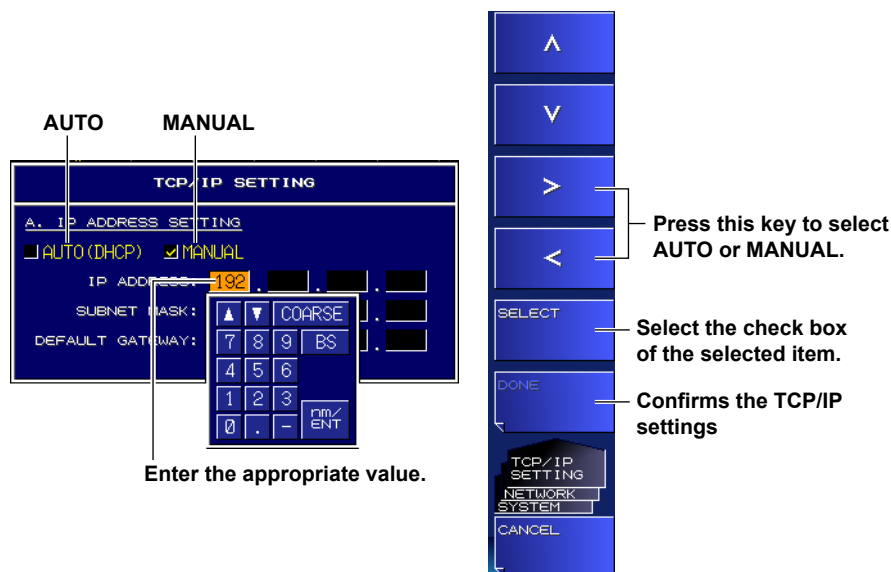 AUTO MANUAL
TCP/IP SETTING
A. IP ADDRESS SETTING
AUTO(DHCP) MANUAL
IP ADDRESS: 192 . . .
SUBNET MASK: .
DEFAULT GATEWAY: .
COARSE
7 8 9 BS
4 5 6
1 2 3 nm/
ENT
0 . -
Enter the appropriate value.
∧
∨
>
<
Press this key to select
AUTO or MANUAL.
SELECT
Select the check box
of the selected item.
DONE
Confirms the TCP/IP
settings
TCP/IP
SETTING
NETWORK
SYSTEM
CANCEL